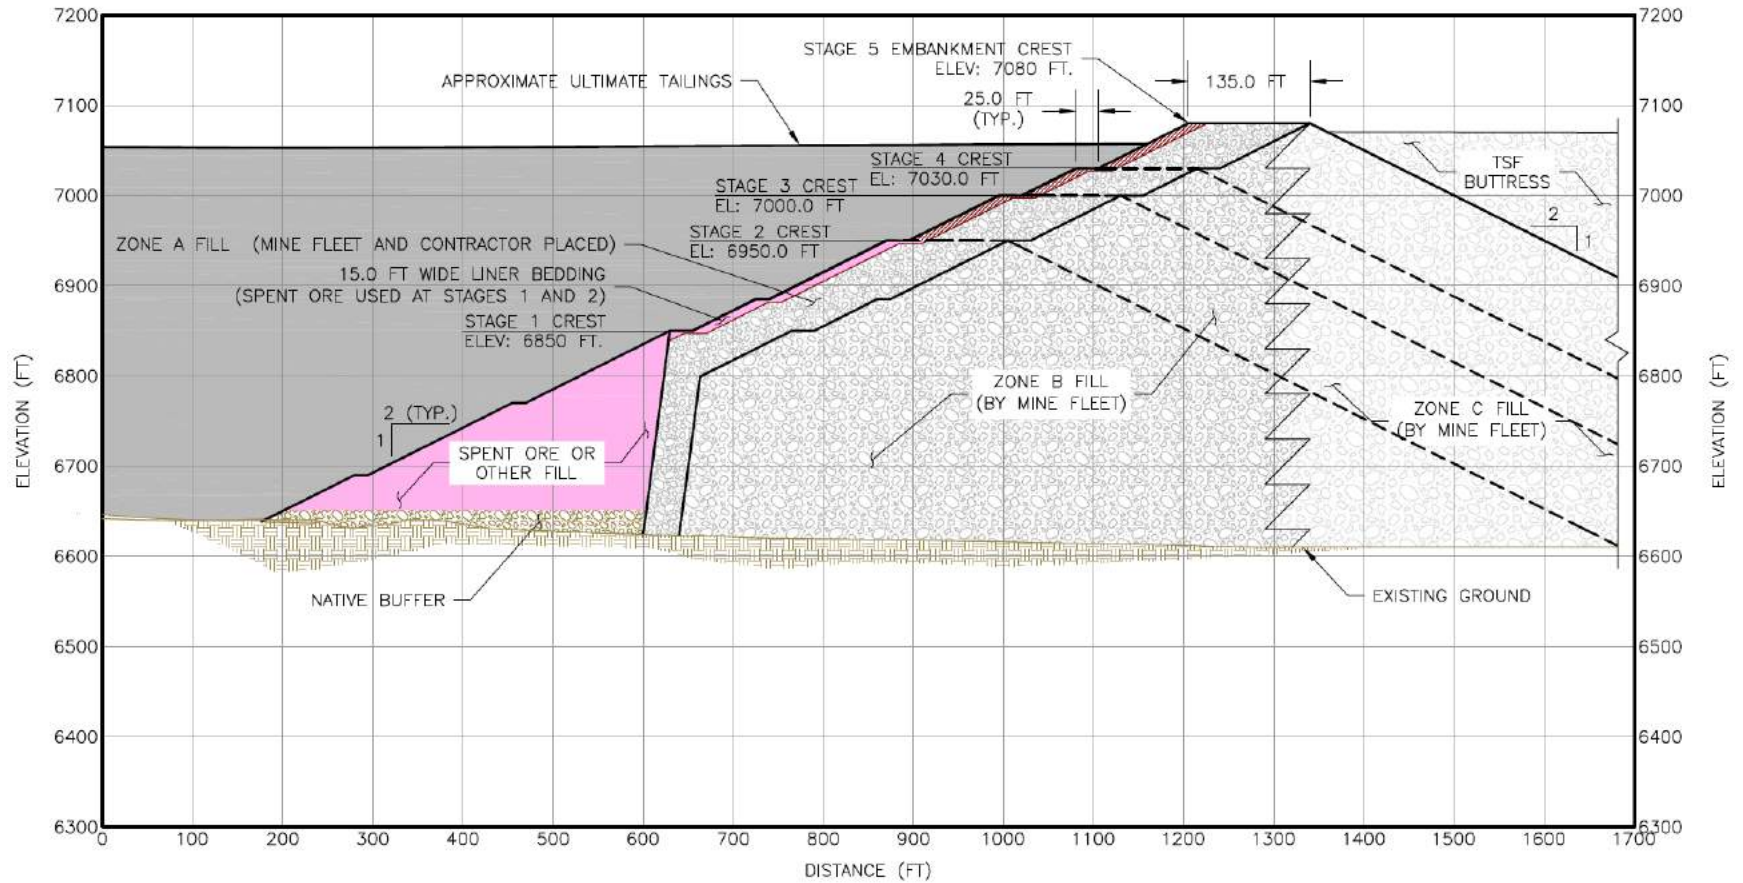 7200
7200
STAGE 5 EMBANKMENT CREST
ELEV: 7080 FT.
APPROXIMATE ULTIMATE TAILINGS
135.0 FT
25.0 FT
(TYP.)
7100
7100
STAGE 4 CREST
EL: 7030.0 FT
TSF
BUTTRESS
STAGE 3 CREST
EL: 7000.0 FT
7000
7000
2
1
STAGE 2 CREST
EL: 6950.0 FT
ZONE A FILL (MINE FLEET AND CONTRACTOR PLACED)
15.0 FT WIDE LINER BEDDING
(SPENT ORE USED AT STAGES 1 AND 2)
6900
6900
STAGE 1 CREST
ELEV: 6850 FT.
ELEVATION (FT)
ELEVATION (FT)
6800
6800
ZONE B FILL
(BY MINE FLEET)
ZONE C FILL
(BY MINE FLEET)
2 (TYP.)
1
SPENT ORE OR
OTHER FILL
6700
6700
6600
6600
NATIVE BUFFER
EXISTING GROUND
6500
6500
6400
6400
6300
6300
0 100 200 300 400 500 600 700 800 900 1000 1100 1200 1300 1400 1500 1600 1700
DISTANCE (FT)